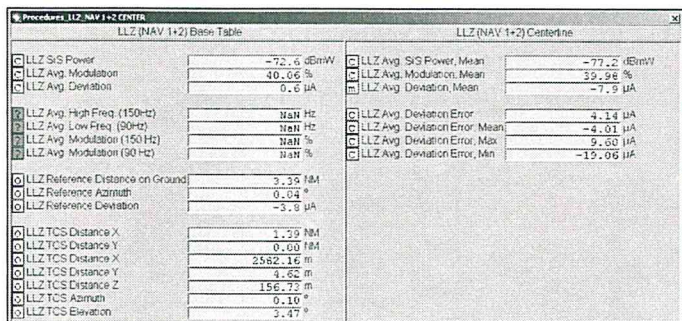 Procedures_LLZ_NAV 1+2 CENTER
LLZ (NAV 1+2) Base Table
C LLZ SiS Power -72.6 dBmW
C LLZ Avg. Modulation 40.06 %
C LLZ Avg. Deviation 0.6 µA
? LLZ Avg. High Freq. (150Hz) NaN Hz
? LLZ Avg. Low Freq. (90Hz) NaN Hz
? LLZ Avg. Modulation (150 Hz) NaN %
? LLZ Avg. Modulation (90 Hz) NaN %
O LLZ Reference Distance on Ground 3.39 NM
O LLZ Reference Azimuth 0.04 °
O LLZ Reference Deviation -3.8 µA
O LLZ TCS Distance X 1.39 NM
O LLZ TCS Distance Y 0.00 NM
O LLZ TCS Distance X 2562.16 m
O LLZ TCS Distance Y 4.62 m
O LLZ TCS Distance Z 156.73 m
O LLZ TCS Azimuth 0.10 °
O LLZ TCS Elevation 3.47 °
LLZ (NAV 1+2) Centerline
C LLZ Avg. SiS Power, Mean -77.2 dBmW
C LLZ Avg. Modulation, Mean 39.98 %
m LLZ Avg. Deviation, Mean -7.9 µA
C LLZ Avg. Deviation Error 4.14 µA
C LLZ Avg. Deviation Error, Mean -4.01 µA
C LLZ Avg. Deviation Error, Max 9.60 µA
C LLZ Avg. Deviation Error, Min -19.06 µA